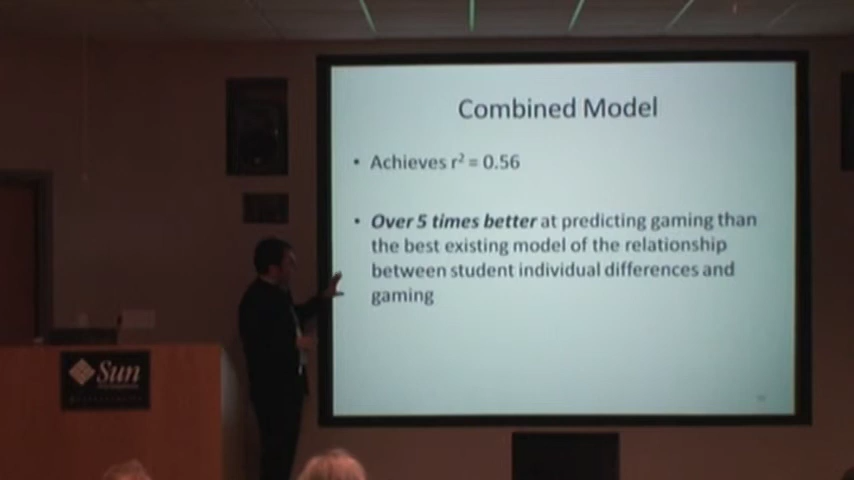 Combined Model
• Achieves r² = 0.56
• Over 5 times better at predicting gaming than
the best existing model of the relationship
between student individual differences and
gaming
Sun